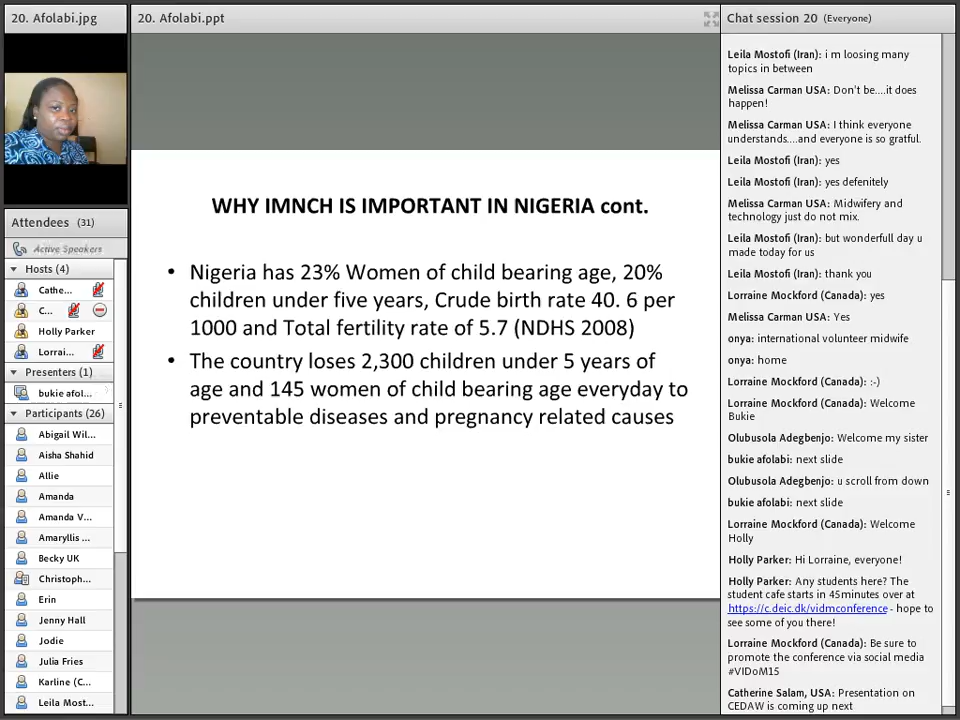 20. Afolabi.jpg
Attendees (31)
Active Speakers
Hosts (4)
Cathe...
C...
Holly Parker
Lorrai...
Presenters (1)
bukie afol...
Participants (26)
Abigail Wil...
Aisha Shahid
Allie
Amanda
Amanda V...
Amaryllis ...
Becky UK
Christoph...
Erin
Jenny Hall
Jodie
Julia Fries
Karline (C...
Leila Most...
20. Afolabi.ppt
WHY IMNCH IS IMPORTANT IN NIGERIA cont.
• Nigeria has 23% Women of child bearing age, 20%
children under five years, Crude birth rate 40. 6 per
1000 and Total fertility rate of 5.7 (NDHS 2008)
• The country loses 2,300 children under 5 years of
age and 145 women of child bearing age everyday to
preventable diseases and pregnancy related causes
Chat session 20 (Everyone)
Leila Mostofi (Iran): i m loosing many
topics in between
Melissa Carman USA: Don't be....it does
happen!
Melissa Carman USA: I think everyone
understands....and everyone is so gratful.
Leila Mostofi (Iran): yes
Leila Mostofi (Iran): yes defenitely
Melissa Carman USA: Midwifery and
technology just do not mix.
Leila Mostofi (Iran): but wonderfull day u
made today for us
Leila Mostofi (Iran): thank you
Lorraine Mockford (Canada): yes
Melissa Carman USA: Yes
onya: international volunteer midwife
onya: home
Lorraine Mockford (Canada): :-)
Lorraine Mockford (Canada): Welcome
Bukie
Olubusola Adegbenjo: Welcome my sister
bukie afolabi: next slide
Olubusola Adegbenjo: u scroll from down
bukie afolabi: next slide
Lorraine Mockford (Canada): Welcome
Holly
Holly Parker: Hi Lorraine, everyone!
Holly Parker: Any students here? The
student cafe starts in 45minutes over at
https://c.deic.dk/vidmconference - hope to
see some of you there!
Lorraine Mockford (Canada): Be sure to
promote the conference via social media
#VIDoM15
Catherine Salam, USA: Presentation on
CEDAW is coming up next